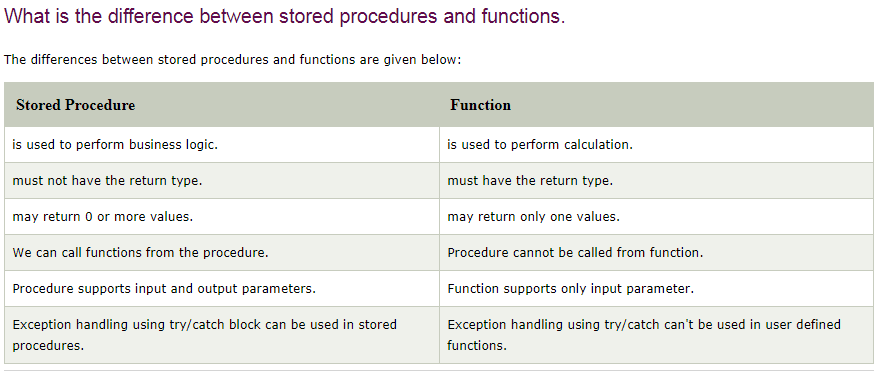 What is the difference between stored procedures and functions.
The differences between stored procedures and functions are given below:
Stored Procedure
Function
is used to perform business logic.
is used to perform calculation.
must not have the return type.
must have the return type.
may return 0 or more values.
may return only one values.
We can call functions from the procedure.
Procedure cannot be called from function.
Procedure supports input and output parameters.
Function supports only input parameter.
Exception handling using try/catch block can be used in stored
procedures.
Exception handling using try/catch can't be used in user defined
functions.